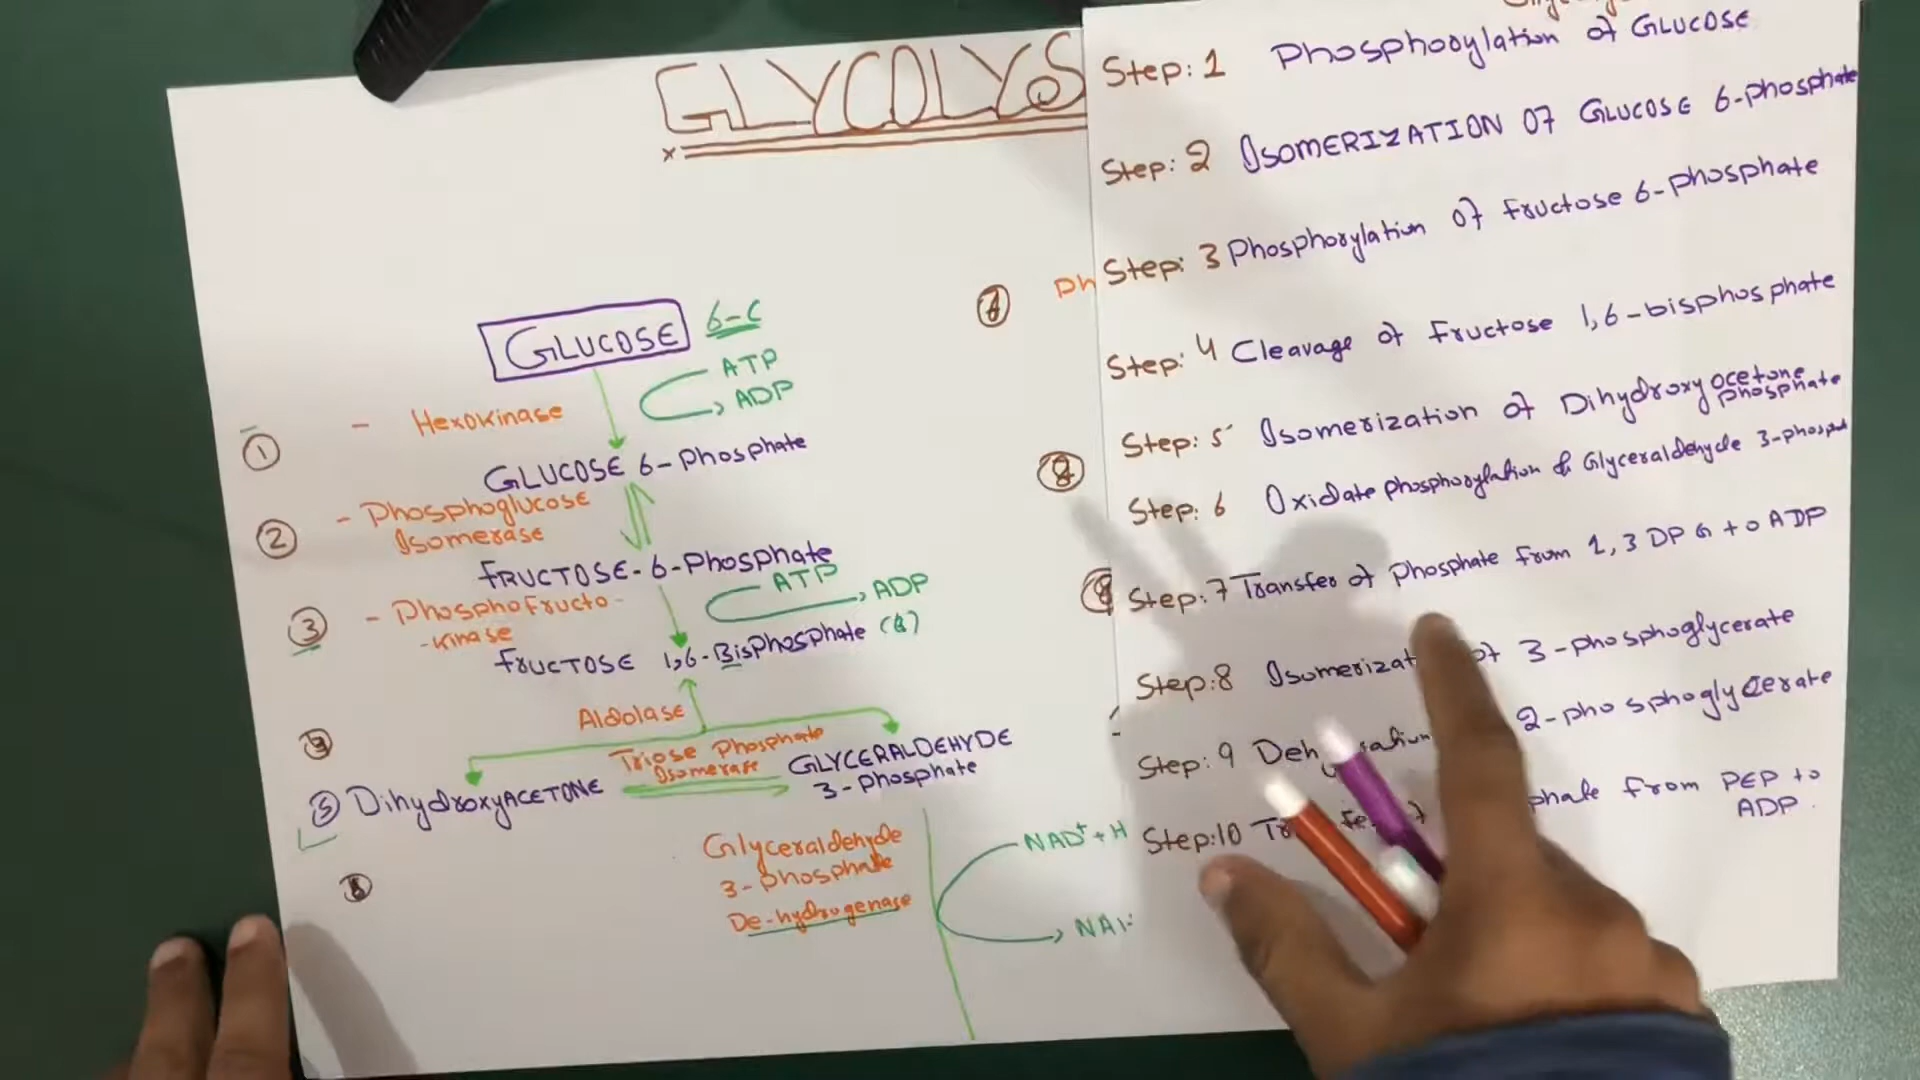 GLYCOLYS
GLUCOSE 6-C
ATP
ADP
1 - Hexokinase
GLUCOSE 6-phosphate
2 - Phosphoglucose
Isomerase
FRUCTOSE-6-Phosphate
ATP ADP
3 - Phosphofructo-
-kinase
FRUCTOSE 1,6-Bisphosphate
Aldolase
Triose Phosphate
Isomerase
GLYCERALDEHYDE
3-phosphate
5 DihydroxyACETONE
Glyceraldehyde
3-phosphate
De-hydrogenase
NAD+ + H
Ph
8
9
Step: 1 Phosphorylation of GLUCOSE
Step: 2 ISOMERIZATION OF GLUCOSE 6-phosphate
Step: 3 Phosphorylation of fructose 6-phosphate
Step: 4 Cleavage of fructose 1,6-bisphosphate
Step: 5 Isomerization of Dihydroxy acetone
phosphate
Step: 6 Oxidate phosphorylation of Glyceraldehyde 3-phosph
Step: 7 Transfer of phosphate from 1,3 DPG to ADP
Step: 8 Isomerizat of 3-phosphoglycerate
Step: 9 2-phosphoglycerate
Step: 10 phate from PEP to
ADP.